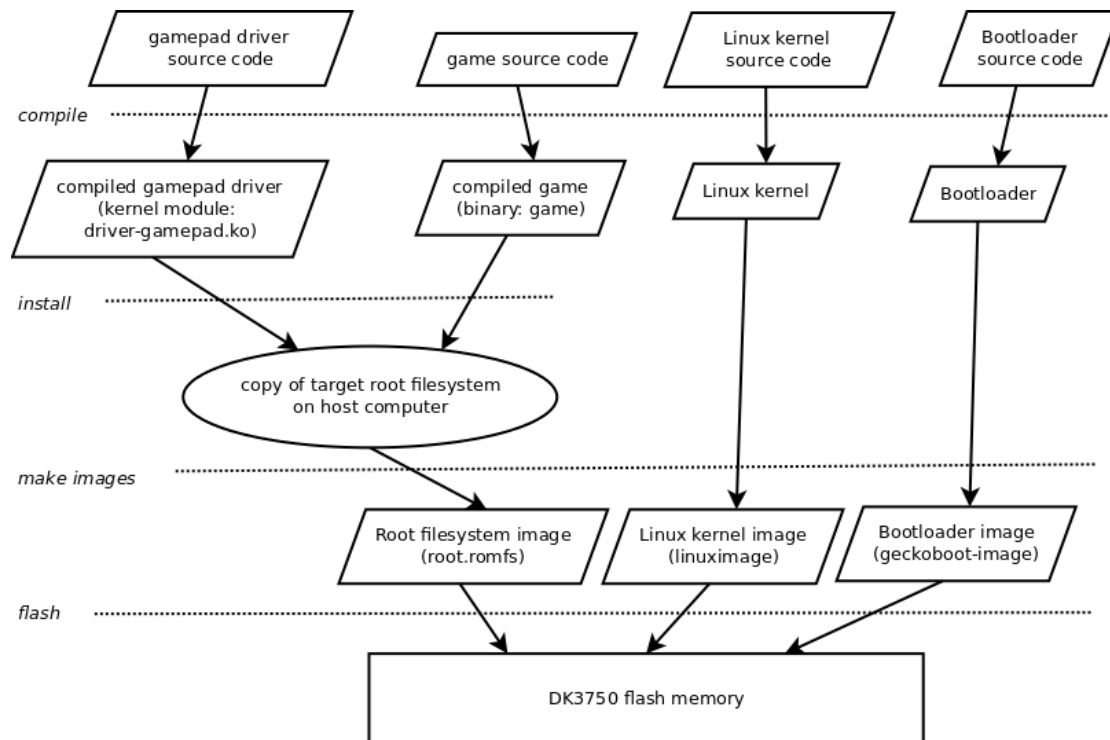 gamepad driver
source code
game source code
Linux kernel
source code
Bootloader
source code
compile
compiled gamepad driver
(kernel module:
driver-gamepad.ko)
compiled game
(binary: game)
Linux kernel
Bootloader
install
copy of target root filesystem
on host computer
make images
Root filesystem image
(root.romfs)
Linux kernel image
(linuximage)
Bootloader image
(geckoboot-image)
flash
DK3750 flash memory